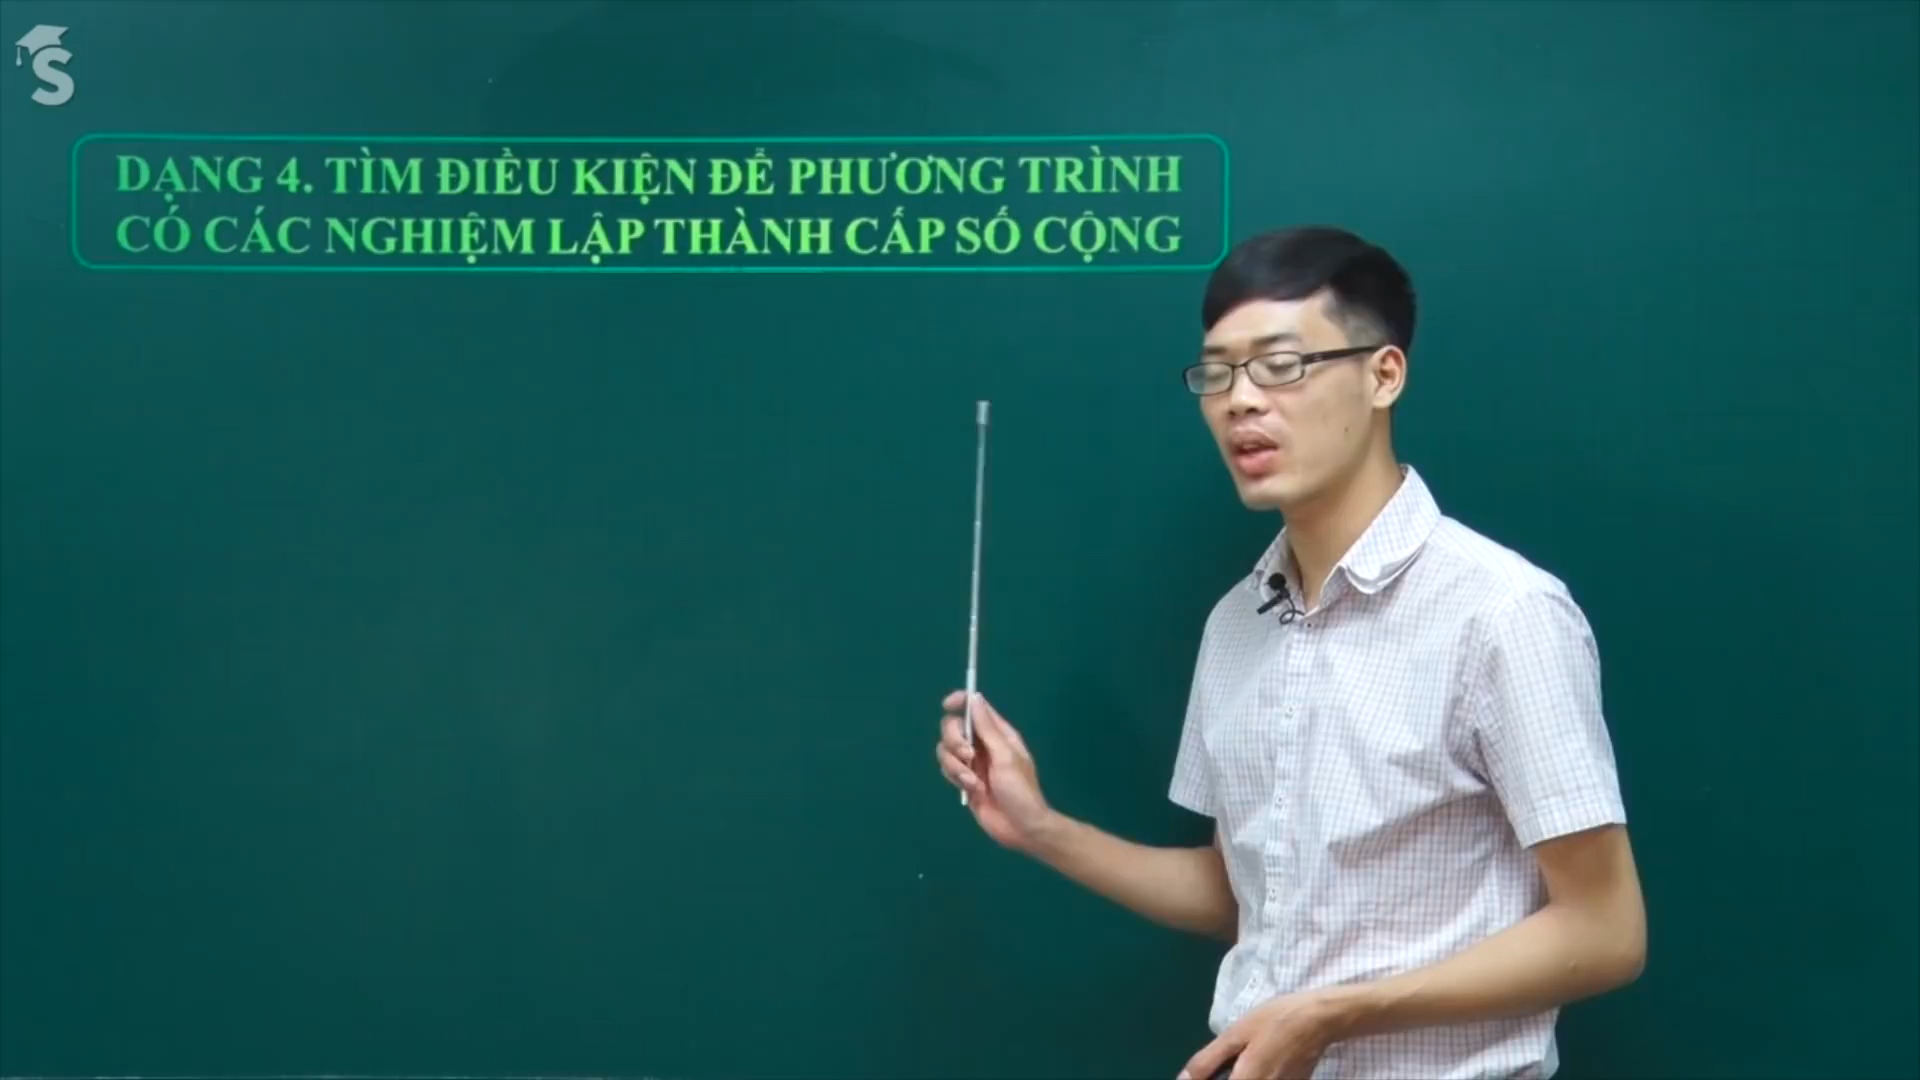 S
DẠNG 4. TÌM ĐIỀU KIỆN ĐỂ PHƯƠNG TRÌNH
CÓ CÁC NGHIỆM LẬP THÀNH CẤP SỐ CỘNG